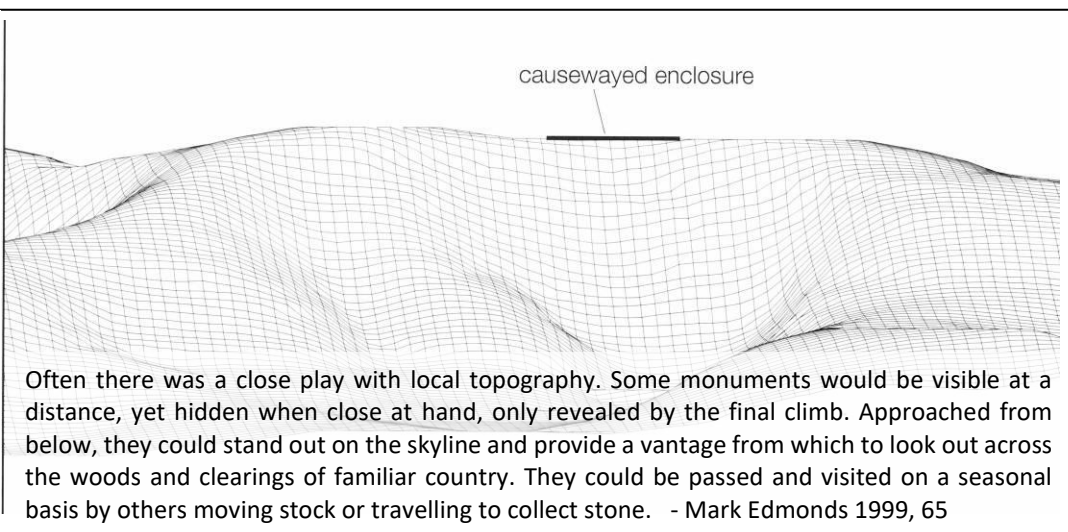 causewayed enclosure
Often there was a close play with local topography. Some monuments would be visible at a
distance, yet hidden when close at hand, only revealed by the final climb. Approached from
below, they could stand out on the skyline and provide a vantage from which to look out across
the woods and clearings of familiar country. They could be passed and visited on a seasonal
basis by others moving stock or travelling to collect stone. - Mark Edmonds 1999, 65